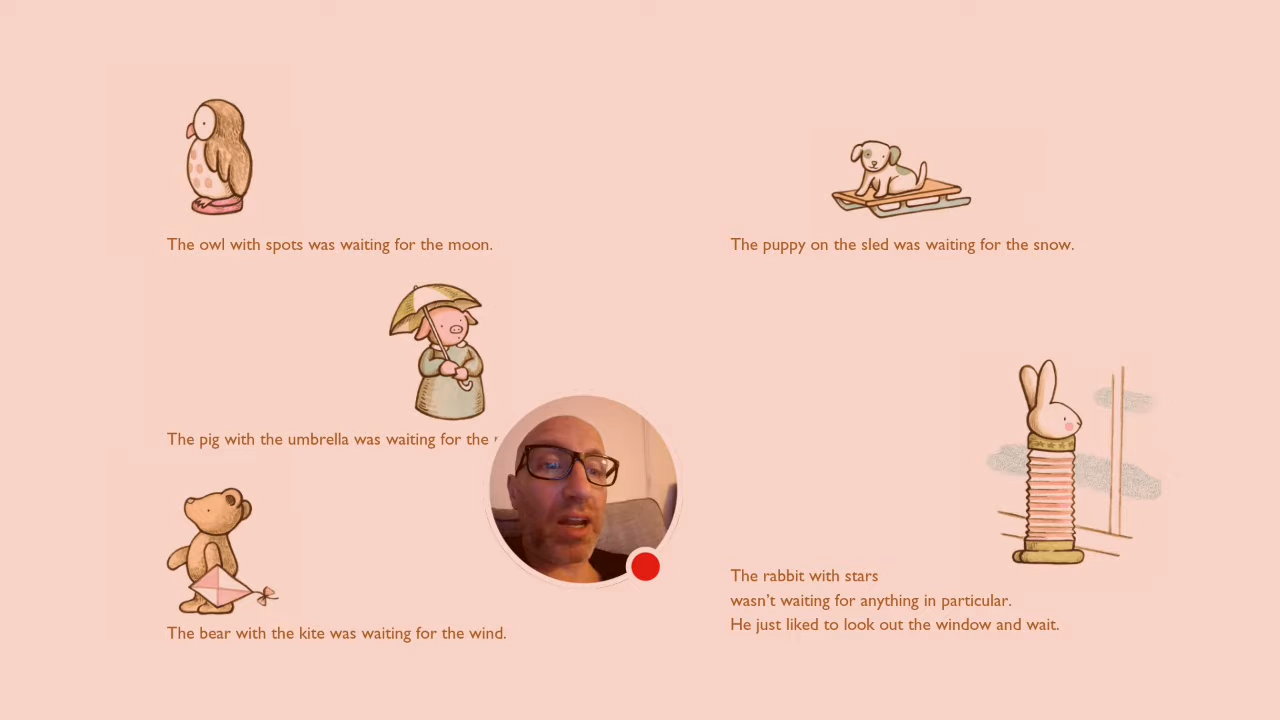 The owl with spots was waiting for the moon.
The pig with the umbrella was waiting for the
The bear with the kite was waiting for the wind.
The puppy on the sled was waiting for the snow.
The rabbit with stars
wasn't waiting for anything in particular.
He just liked to look out the window and wait.